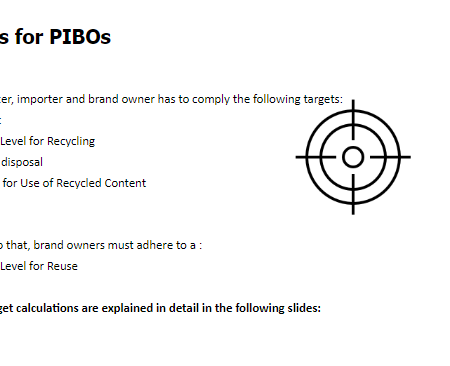 s for PIBOs
er, importer and brand owner has to comply the following targets:
:
Level for Recycling
disposal
for Use of Recycled Content
o that, brand owners must adhere to a :
Level for Reuse
get calculations are explained in detail in the following slides: